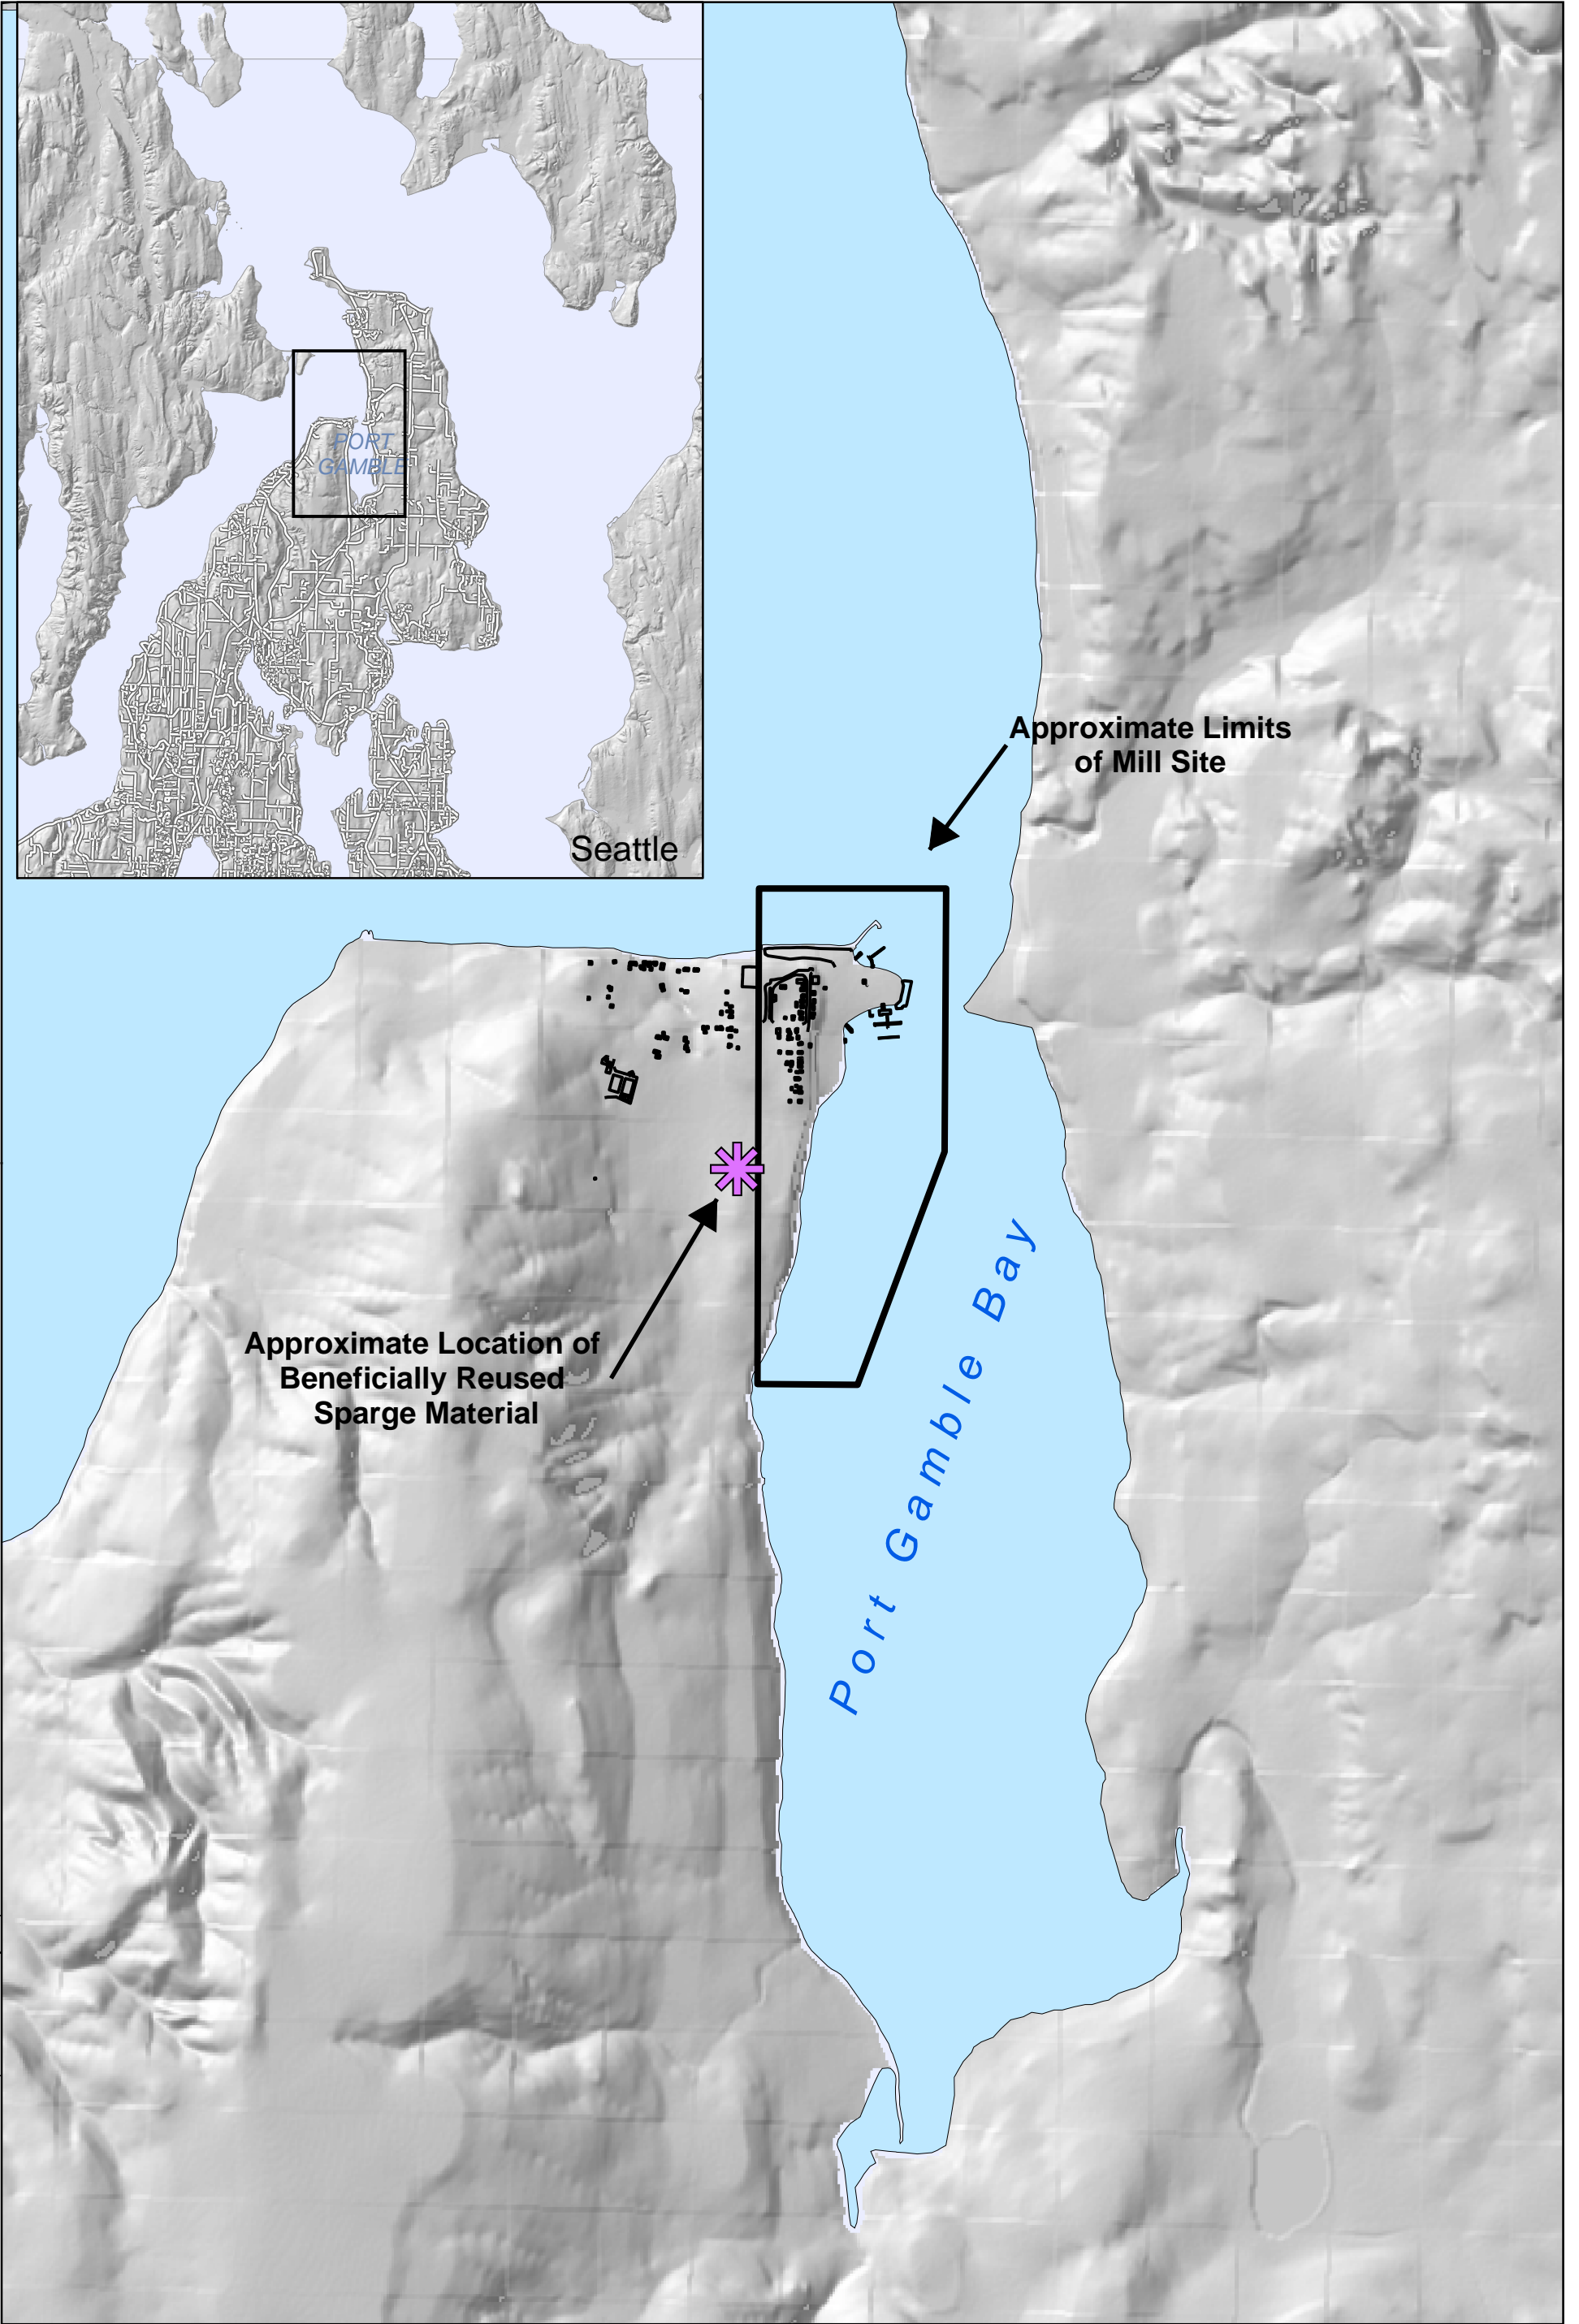 PORT
GAMBLE
Seattle
Approximate Limits
of Mill Site
Approximate Location of
Beneficially Reused
Sparge Material
Port Gamble Bay